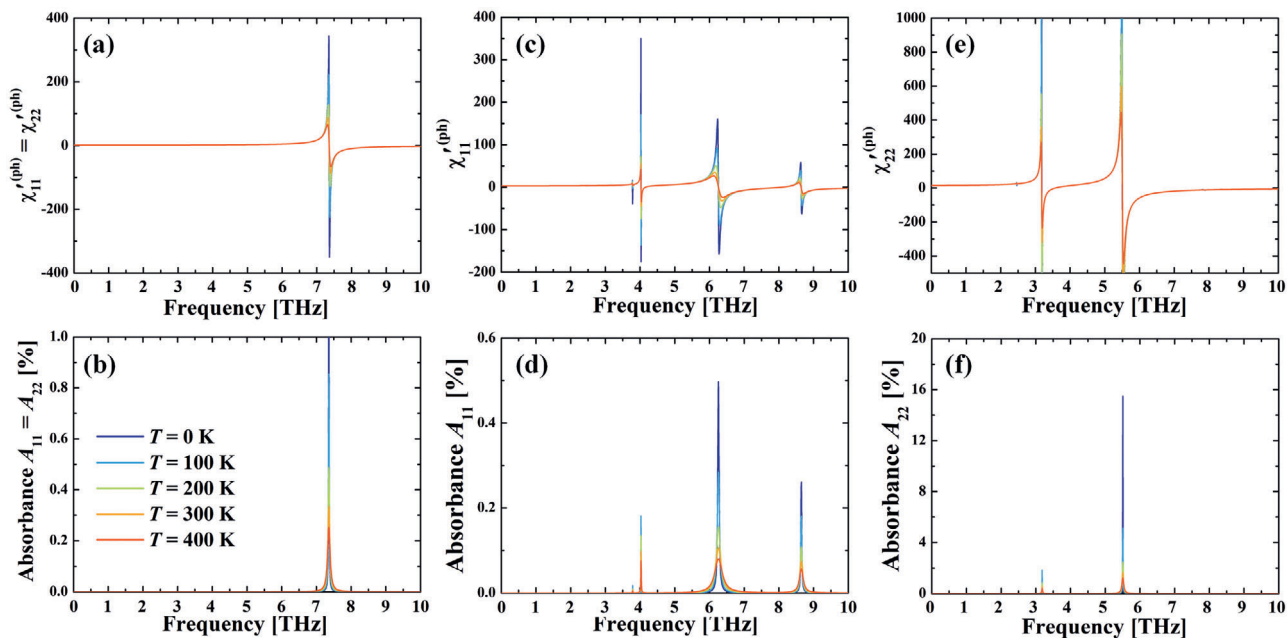 (a)
χ′₁₁⁽ᵖʰ⁾ = χ′₂₂⁽ᵖʰ⁾
400
200
0
-200
-400
0 1 2 3 4 5 6 7 8 9 10
Frequency [THz]
(c)
χ′₁₁⁽ᵖʰ⁾
400
350
300
250
200
150
100
50
0
-50
-100
-150
-200
0 1 2 3 4 5 6 7 8 9 10
Frequency [THz]
(e)
χ′₂₂⁽ᵖʰ⁾
1000
800
600
400
200
0
-200
-400
0 1 2 3 4 5 6 7 8 9 10
Frequency [THz]
(b)
Absorbance A₁₁ = A₂₂ [%]
1.0
0.8
0.6
0.4
0.2
0.0
T = 0 K
T = 100 K
T = 200 K
T = 300 K
T = 400 K
0 1 2 3 4 5 6 7 8 9 10
Frequency [THz]
(d)
Absorbance A₁₁ [%]
0.6
0.4
0.2
0.0
0 1 2 3 4 5 6 7 8 9 10
Frequency [THz]
(f)
Absorbance A₂₂ [%]
20
16
12
8
4
0
0 1 2 3 4 5 6 7 8 9 10
Frequency [THz]